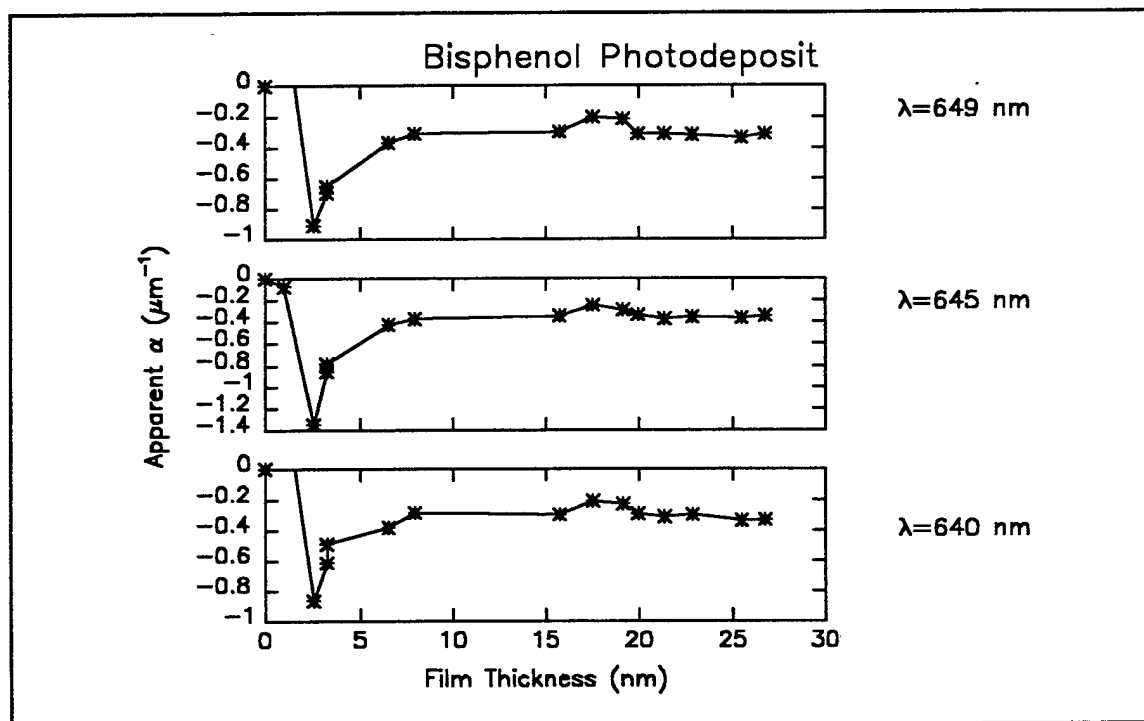 Bisphenol Photodeposit
0
−0.2
−0.4
−0.6
−0.8
−1
λ=649 nm
0
−0.2
−0.4
−0.6
−0.8
−1
−1.2
−1.4
λ=645 nm
Apparent α (μm⁻¹)
0
−0.2
−0.4
−0.6
−0.8
−1
λ=640 nm
0 5 10 15 20 25 30
Film Thickness (nm)